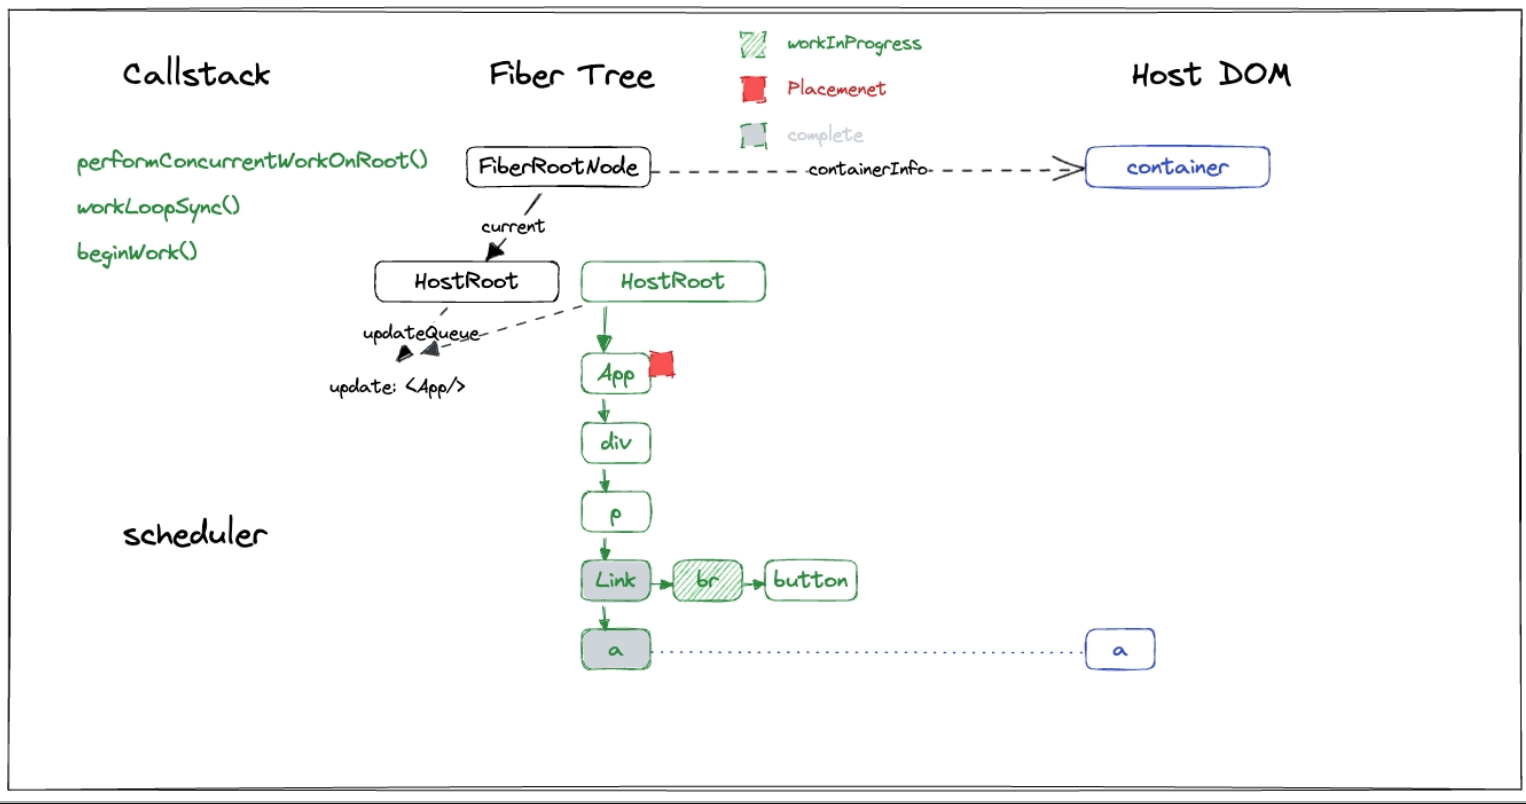 Callstack
performConcurrentWorkOnRoot()
workLoopSync()
beginWork()
scheduler
Fiber Tree
workInProgress
Placemenet
complete
FiberRootNode
containerInfo
current
HostRoot
HostRoot
updateQueue
update: <App/>
App
div
p
Link
br
button
a
Host DOM
container
a